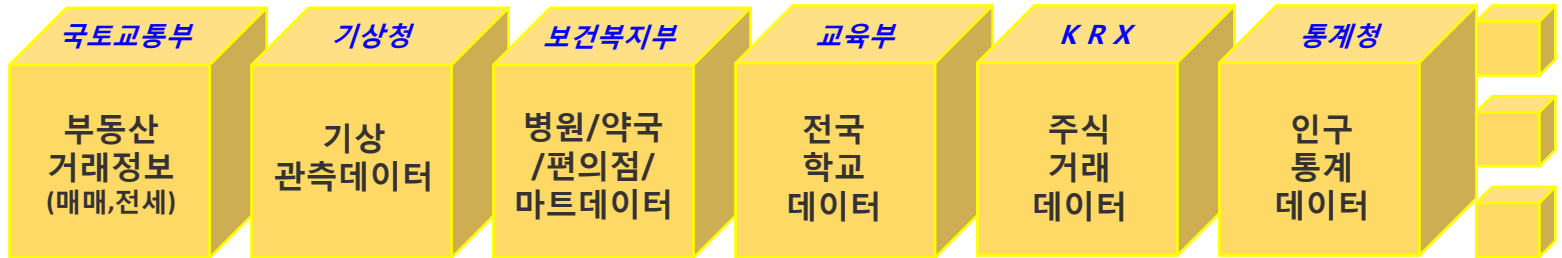 국토교통부
부동산
거래정보
(매매,전세)
기상청
기상
관측데이터
보건복지부
병원/약국
/편의점/
마트데이터
교육부
전국
학교
데이터
K R X
주식
거래
데이터
통계청
인구
통계
데이터